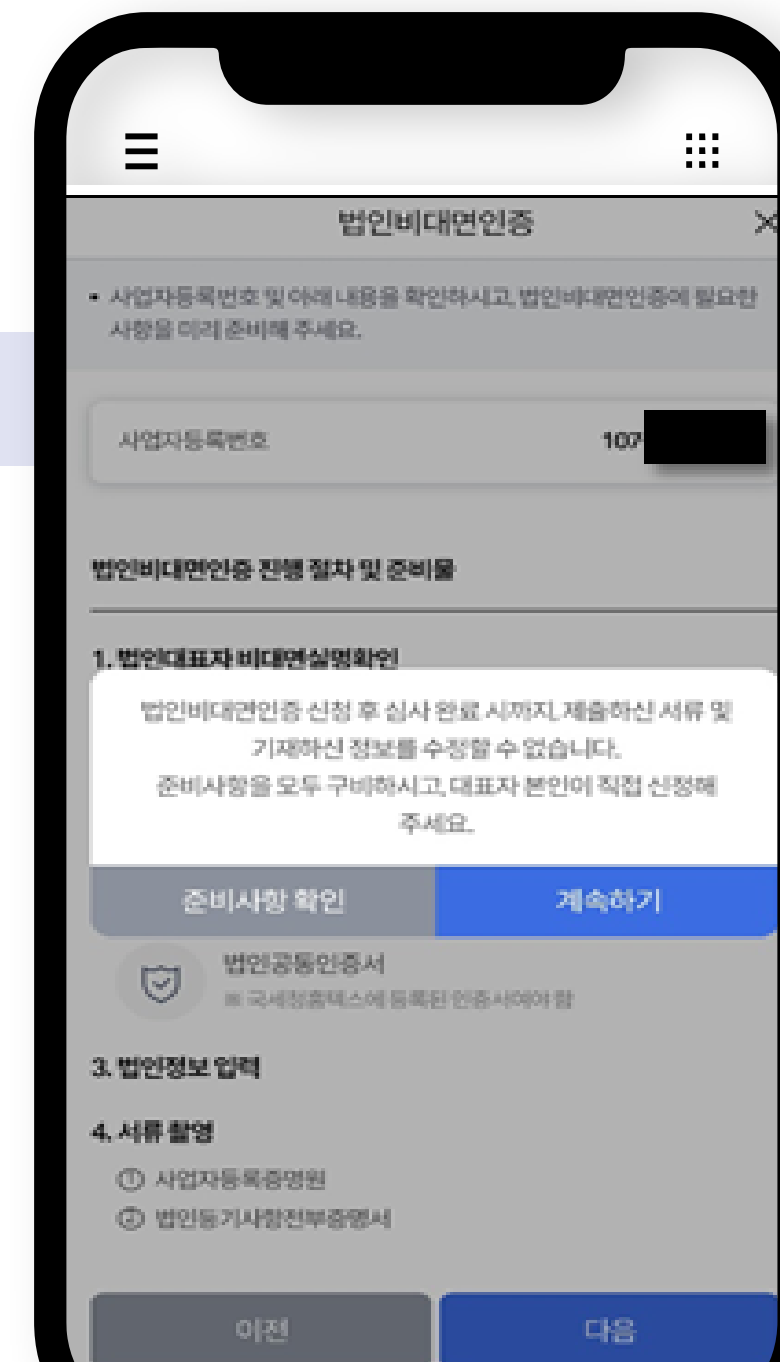 법인비대면인증
• 사업자등록번호 및 아래 내용을 확인하시고, 법인비대면인증에 필요한
사항을 미리 준비해 주세요.
사업자등록번호 107
법인비대면인증 진행 절차 및 준비물
1. 법인대표자 비대면실명확인
법인비대면인증 신청 후 심사 완료 시까지, 제출하신 서류 및
기재하신 정보를 수정할 수 없습니다.
준비사항을 모두 구비하시고, 대표자 본인이 직접 신청해
주세요.
준비사항 확인 계속하기
법인공동인증서
※ 국세청홈택스에 등록된 인증서여야 함
3. 법인정보 입력
4. 서류 촬영
① 사업자등록증명원
② 법인등기사항전부증명서
이전 다음